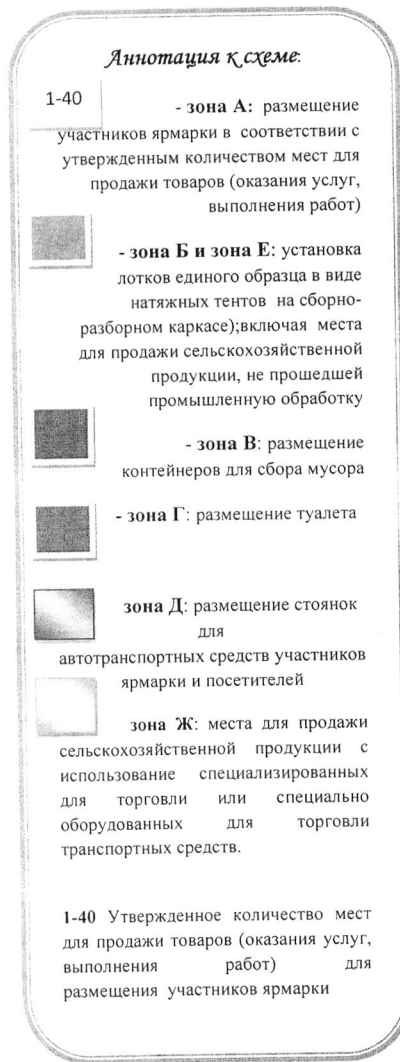 Аннотация к схеме:
1-40
- зона А: размещение
участников ярмарки в соответствии с
утвержденным количеством мест для
продажи товаров (оказания услуг,
выполнения работ)
- зона Б и зона Е: установка
лотков единого образца в виде
натяжных тентов на сборно-
разборном каркасе);включая места
для продажи сельскохозяйственной
продукции, не прошедшей
промышленную обработку
- зона В: размещение
контейнеров для сбора мусора
- зона Г: размещение туалета
зона Д: размещение стоянок
для
автотранспортных средств участников
ярмарки и посетителей
зона Ж: места для продажи
сельскохозяйственной продукции с
использование специализированных
для торговли или специально
оборудованных для торговли
транспортных средств.
1-40 Утвержденное количество мест
для продажи товаров (оказания услуг,
выполнения работ) для
размещения участников ярмарки